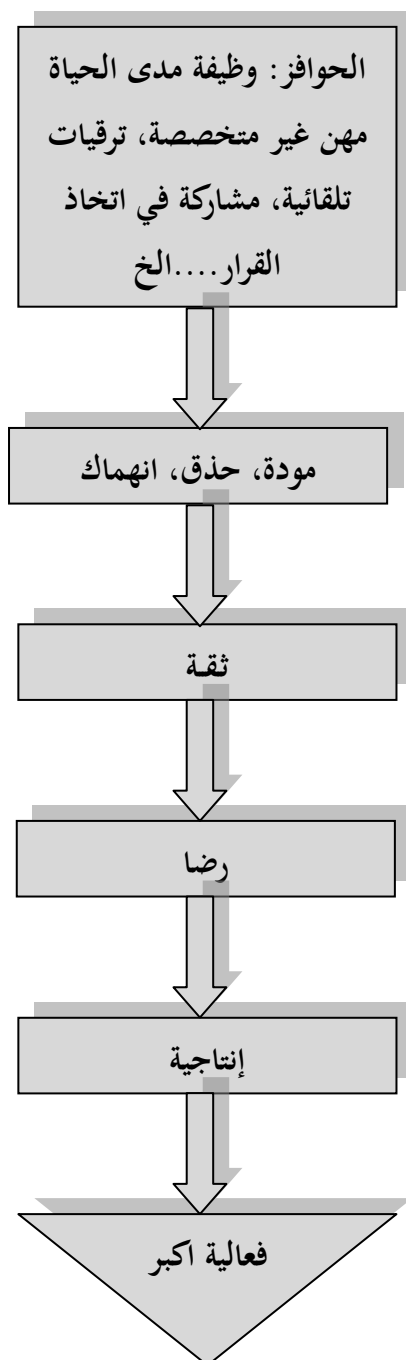 الحوافز: وظيفة مدى الحياة
مهن غير متخصصة، ترقيات
تلقائية، مشاركة في اتخاذ
القرار....الخ
مودة، حذق، انهماك
ثقة
رضا
إنتاجية
فعالية اكبر